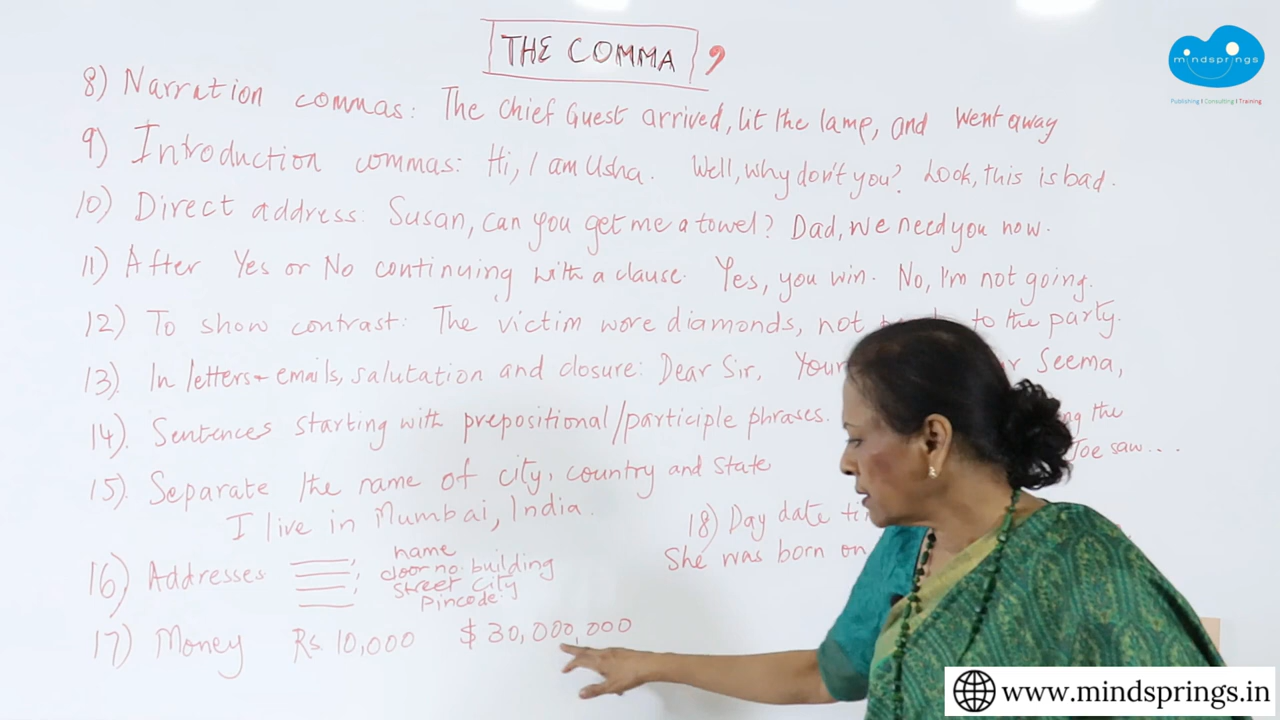 THE COMMA ,
mindsprings
Publishing | Consulting | Training
8) Narration commas: The Chief Guest arrived, lit the lamp, and went away
9) Introduction commas: Hi, I am Usha. Well, why don't you? Look, this is bad.
10) Direct address: Susan, can you get me a towel? Dad, we need you now.
11) After Yes or No continuing with a clause. Yes, you win. No, I'm not going.
12) To show contrast: The victim wore diamonds, not to the party.
13) In letters + emails, salutation and closure: Dear Sir, Seema,
14) Sentences starting with prepositional/participle phrases. the
Joe saw...
15) Separate the name of city, country and state
I live in Mumbai, India.
16) Addresses
name
door no. building
Street City
Pincode
17) Money Rs. 10,000 $ 30,000,000
18) Day date
She was born on
www.mindsprings.in